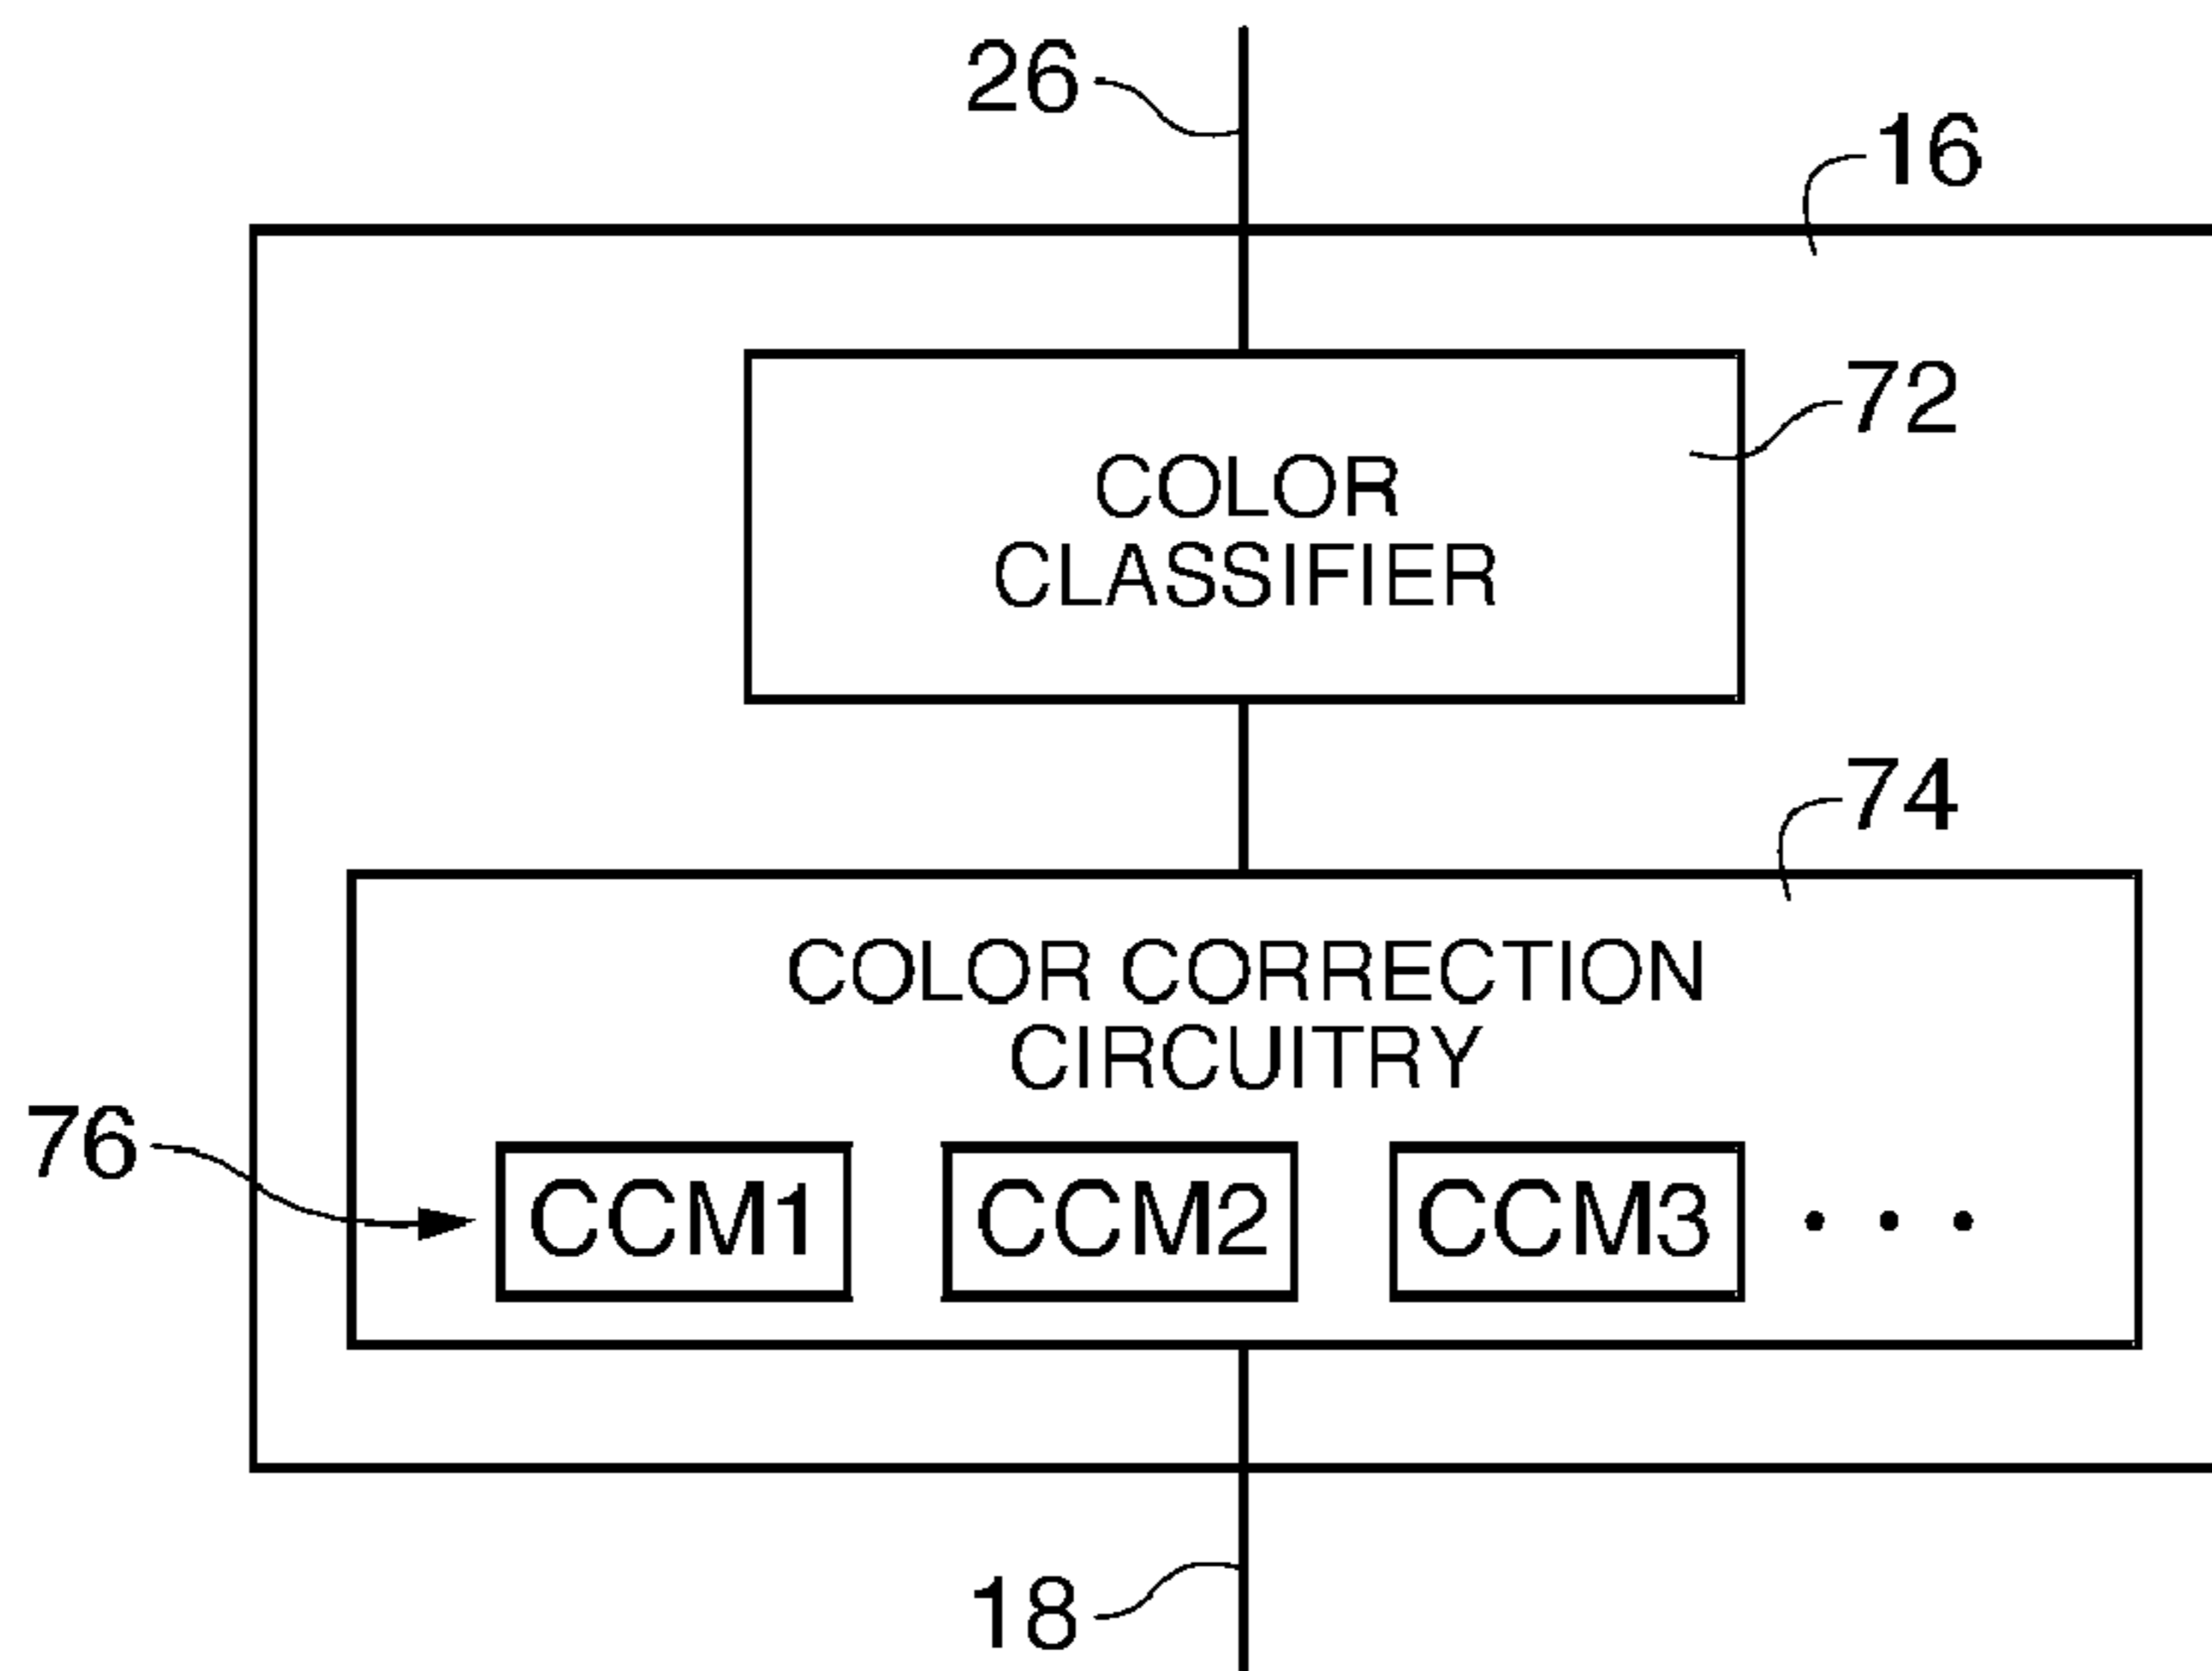 26
16
72
COLOR
CLASSIFIER
74
COLOR CORRECTION
CIRCUITRY
76
CCM1 CCM2 CCM3 • • •
18